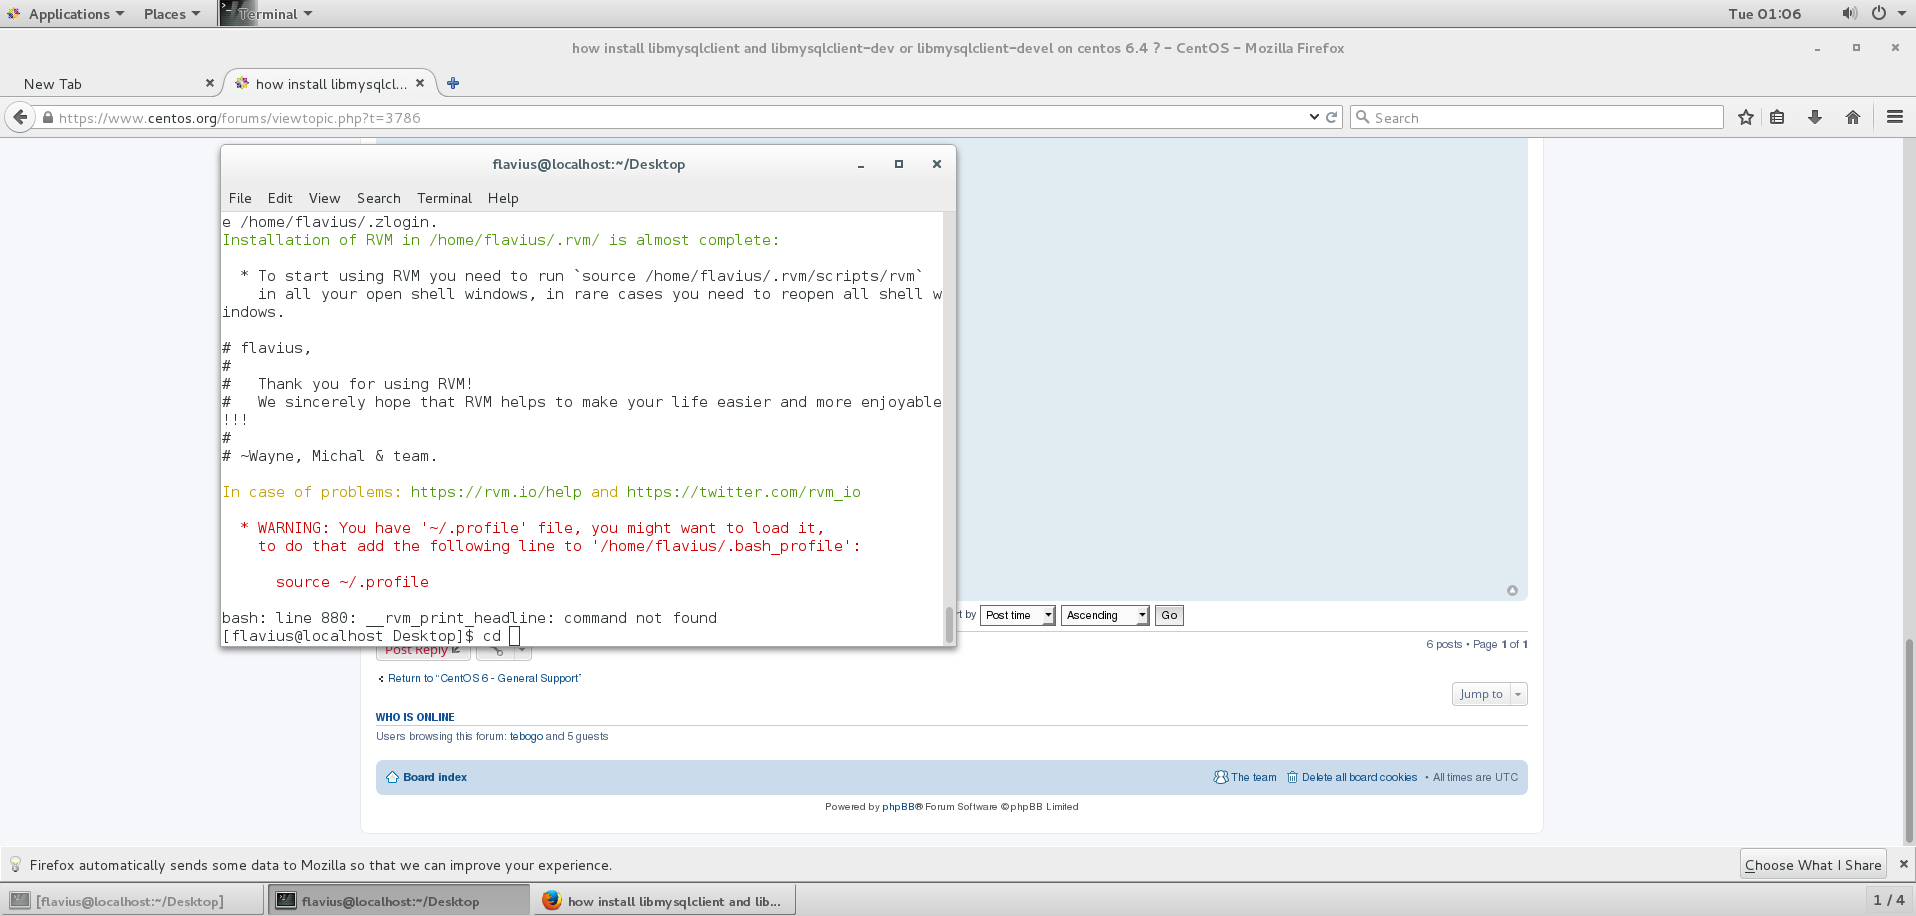 Applications Places Terminal Tue 01:06
how install libmysqlclient and libmysqlclient-dev or libmysqlclient-devel on centos 6.4 ? - CentOS - Mozilla Firefox
New Tab how install libmysqlcl...
https://www.centos.org/forums/viewtopic.php?t=3786 Search
flavius@localhost:~/Desktop
File Edit View Search Terminal Help
e /home/flavius/.zlogin.
Installation of RVM in /home/flavius/.rvm/ is almost complete:
* To start using RVM you need to run `source /home/flavius/.rvm/scripts/rvm`
in all your open shell windows, in rare cases you need to reopen all shell w
indows.
# flavius,
#
#   Thank you for using RVM!
#   We sincerely hope that RVM helps to make your life easier and more enjoyable
!!!
#
# ~Wayne, Michal & team.
In case of problems: https://rvm.io/help and https://twitter.com/rvm_io
* WARNING: You have '~/.profile' file, you might want to load it,
to do that add the following line to '/home/flavius/.bash_profile':
source ~/.profile
bash: line 880: __rvm_print_headline: command not found
[flavius@localhost Desktop]$ cd
rt by Post time Ascending Go
Post Reply 6 posts • Page 1 of 1
Return to “CentOS 6 - General Support”
Jump to
WHO IS ONLINE
Users browsing this forum: tebogo and 5 guests
Board index The team Delete all board cookies • All times are UTC
Powered by phpBB® Forum Software © phpBB Limited
Firefox automatically sends some data to Mozilla so that we can improve your experience. Choose What I Share
[flavius@localhost:~/Desktop] flavius@localhost:~/Desktop how install libmysqlclient and lib... 1 / 4